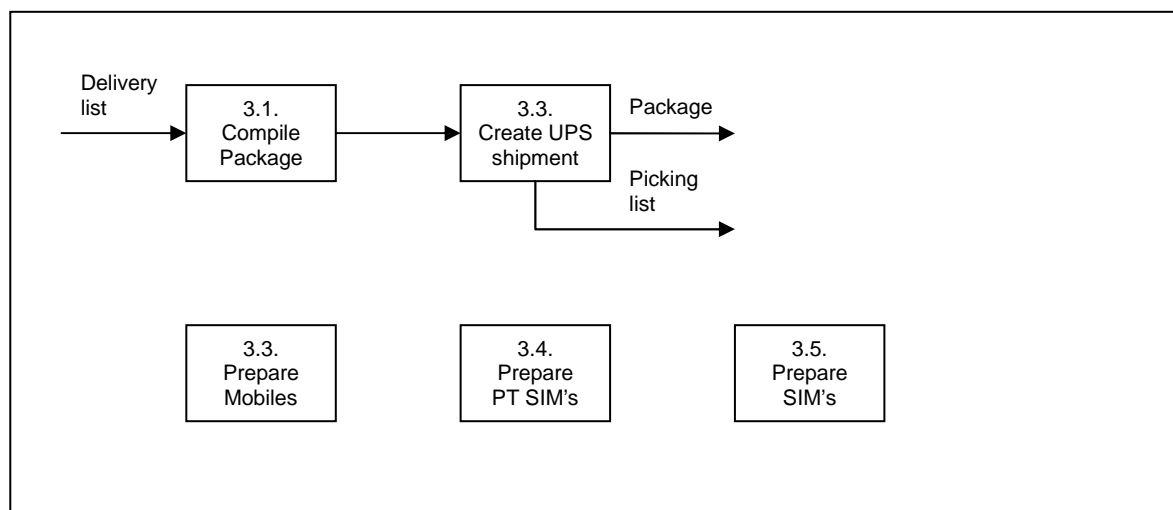 Delivery
list
3.1.
Compile
Package
3.3.
Create UPS
shipment
Package
Picking
list
3.3.
Prepare
Mobiles
3.4.
Prepare
PT SIM's
3.5.
Prepare
SIM's